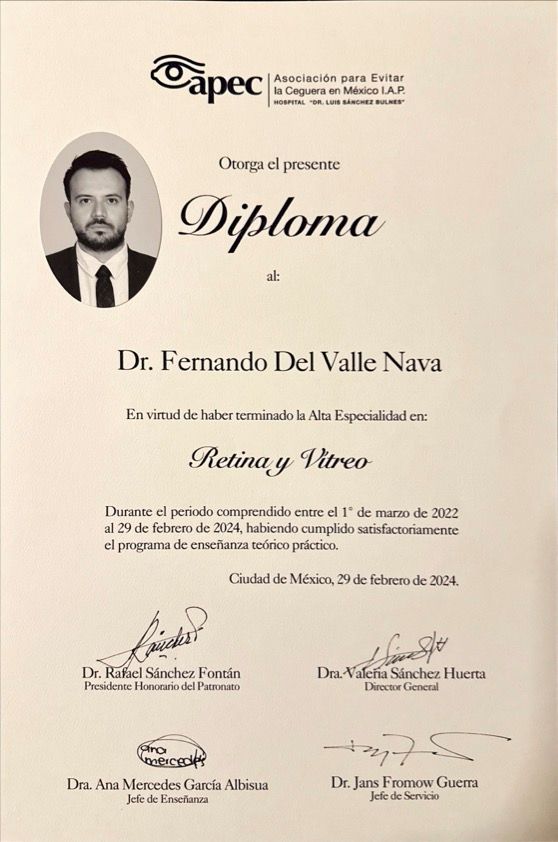 apec
Asociación para Evitar
la Ceguera en México I.A.P.
HOSPITAL "DR. LUIS SÁNCHEZ BULNES"
Otorga el presente
Diploma
al:
Dr. Fernando Del Valle Nava
En virtud de haber terminado la Alta Especialidad en:
Retina y Vítreo
Durante el periodo comprendido entre el 1° de marzo de 2022
al 29 de febrero de 2024, habiendo cumplido satisfactoriamente
el programa de enseñanza teórico práctico.
Ciudad de México, 29 de febrero de 2024.
Dr. Rafael Sánchez Fontán
Presidente Honorario del Patronato
Dra. Valeria Sánchez Huerta
Director General
ana
mercedes
Dra. Ana Mercedes García Albisua
Jefe de Enseñanza
Dr. Jans Fromow Guerra
Jefe de Servicio